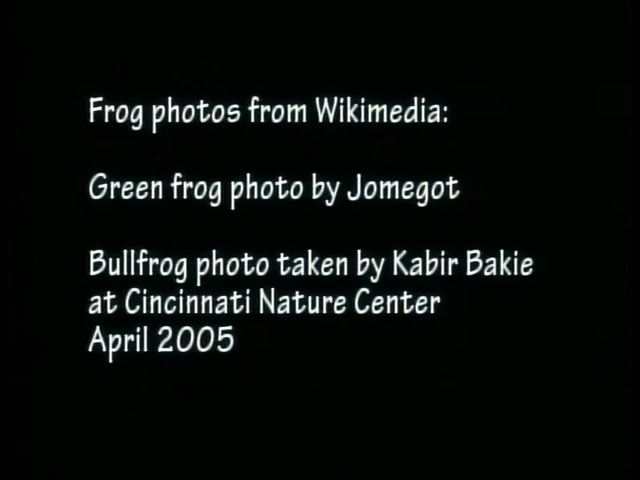 Frog photos from Wikimedia:
Green frog photo by Jomegot
Bullfrog photo taken by Kabir Bakie
at Cincinnati Nature Center
April 2005